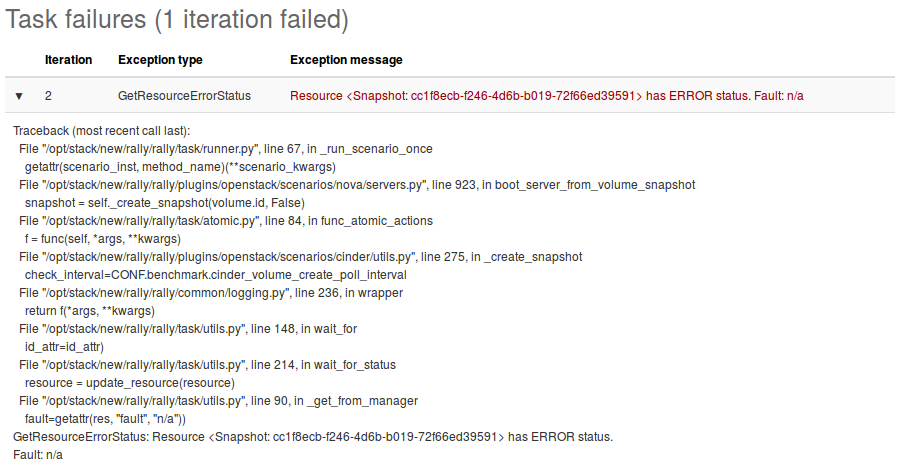 Task failures (1 iteration failed)
Iteration Exception type Exception message
▼ 2 GetResourceErrorStatus Resource <Snapshot: cc1f8ecb-f246-4d6b-b019-72f66ed39591> has ERROR status. Fault: n/a
Traceback (most recent call last):
File "/opt/stack/new/rally/rally/task/runner.py", line 67, in _run_scenario_once
getattr(scenario_inst, method_name)(**scenario_kwargs)
File "/opt/stack/new/rally/rally/plugins/openstack/scenarios/nova/servers.py", line 923, in boot_server_from_volume_snapshot
snapshot = self._create_snapshot(volume.id, False)
File "/opt/stack/new/rally/rally/task/atomic.py", line 84, in func_atomic_actions
f = func(self, *args, **kwargs)
File "/opt/stack/new/rally/rally/plugins/openstack/scenarios/cinder/utils.py", line 275, in _create_snapshot
check_interval=CONF.benchmark.cinder_volume_create_poll_interval
File "/opt/stack/new/rally/rally/common/logging.py", line 236, in wrapper
return f(*args, **kwargs)
File "/opt/stack/new/rally/rally/task/utils.py", line 148, in wait_for
id_attr=id_attr)
File "/opt/stack/new/rally/rally/task/utils.py", line 214, in wait_for_status
resource = update_resource(resource)
File "/opt/stack/new/rally/rally/task/utils.py", line 90, in _get_from_manager
fault=getattr(res, "fault", "n/a"))
GetResourceErrorStatus: Resource <Snapshot: cc1f8ecb-f246-4d6b-b019-72f66ed39591> has ERROR status.
Fault: n/a